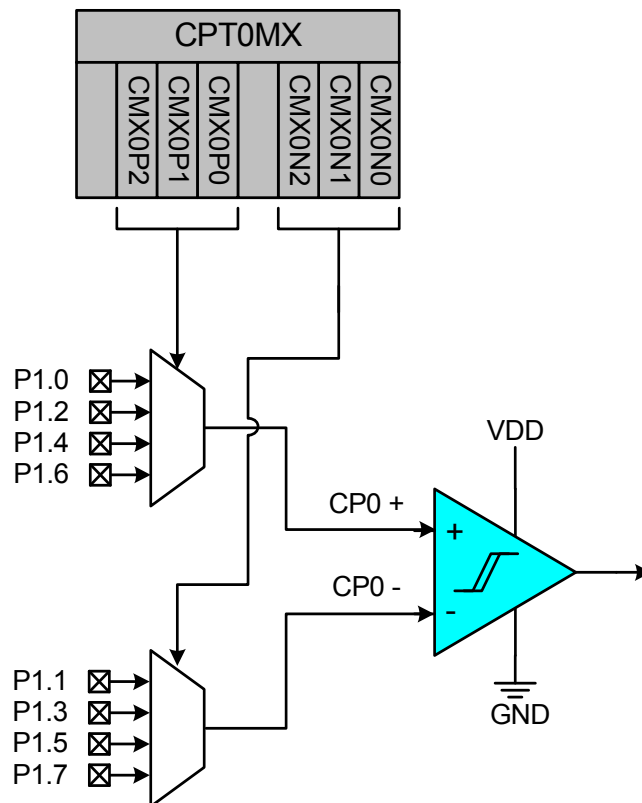 CPT0MX
CMX0P2
CMX0P1
CMX0P0
CMX0N2
CMX0N1
CMX0N0
P1.0
P1.2
P1.4
P1.6
VDD
CP0 +
+
CP0 -
-
GND
P1.1
P1.3
P1.5
P1.7